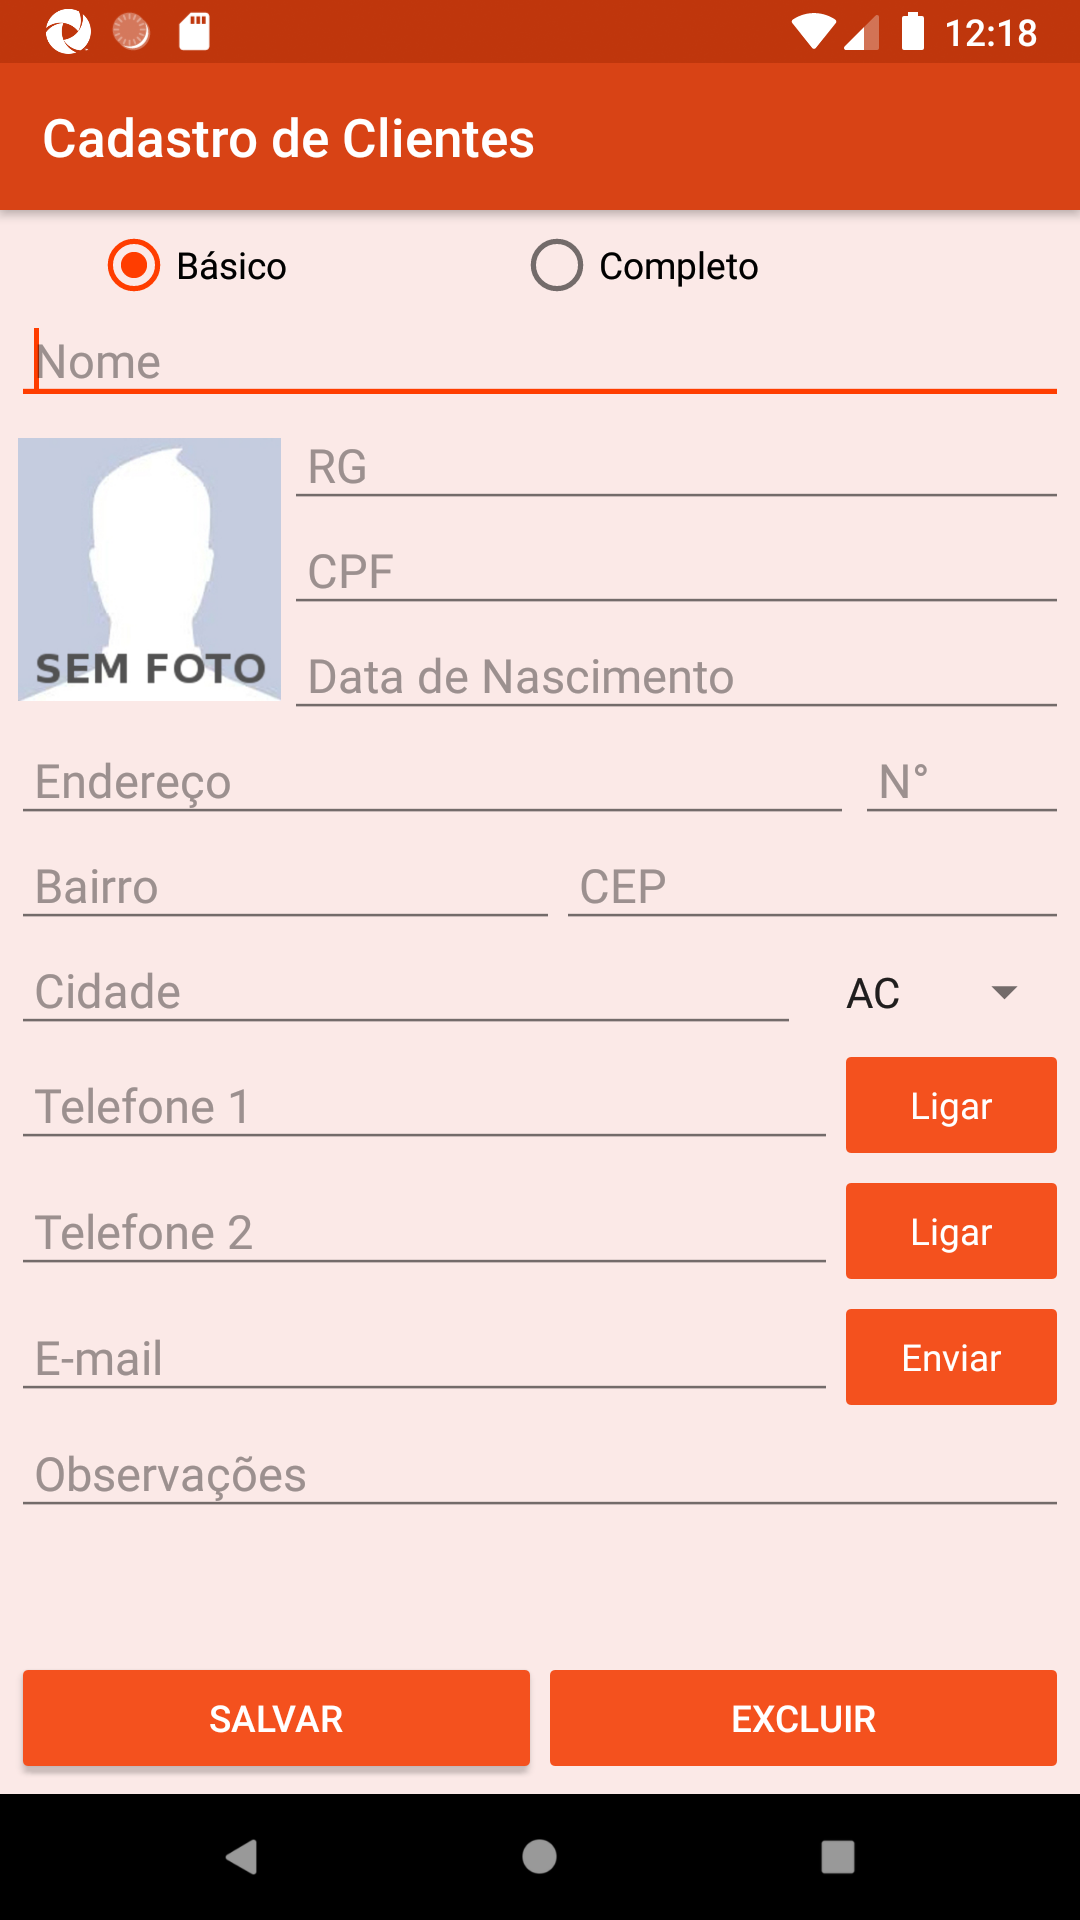 12:18
Cadastro de Clientes
Básico Completo
Nome
RG
CPF
SEM FOTO
Data de Nascimento
Endereço N°
Bairro CEP
Cidade AC
Telefone 1 Ligar
Telefone 2 Ligar
E-mail Enviar
Observações
SALVAR EXCLUIR